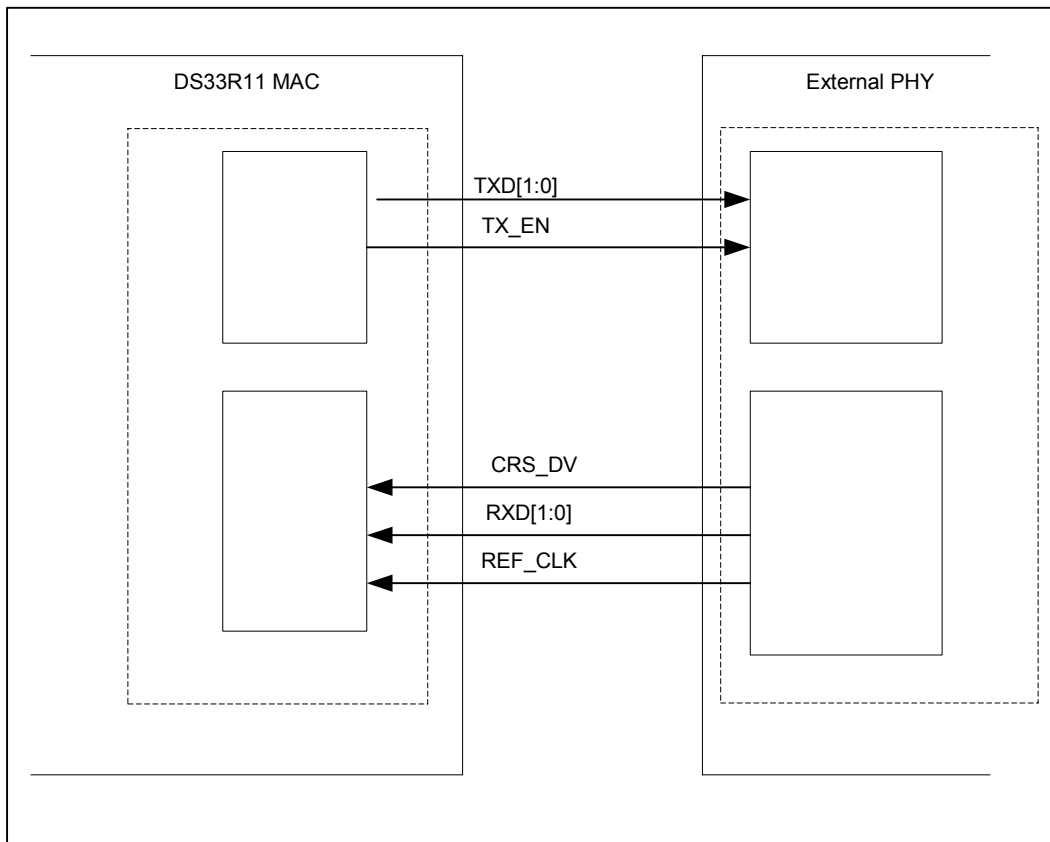 DS33R11 MAC
External PHY
TXD[1:0]
TX_EN
CRS_DV
RXD[1:0]
REF_CLK